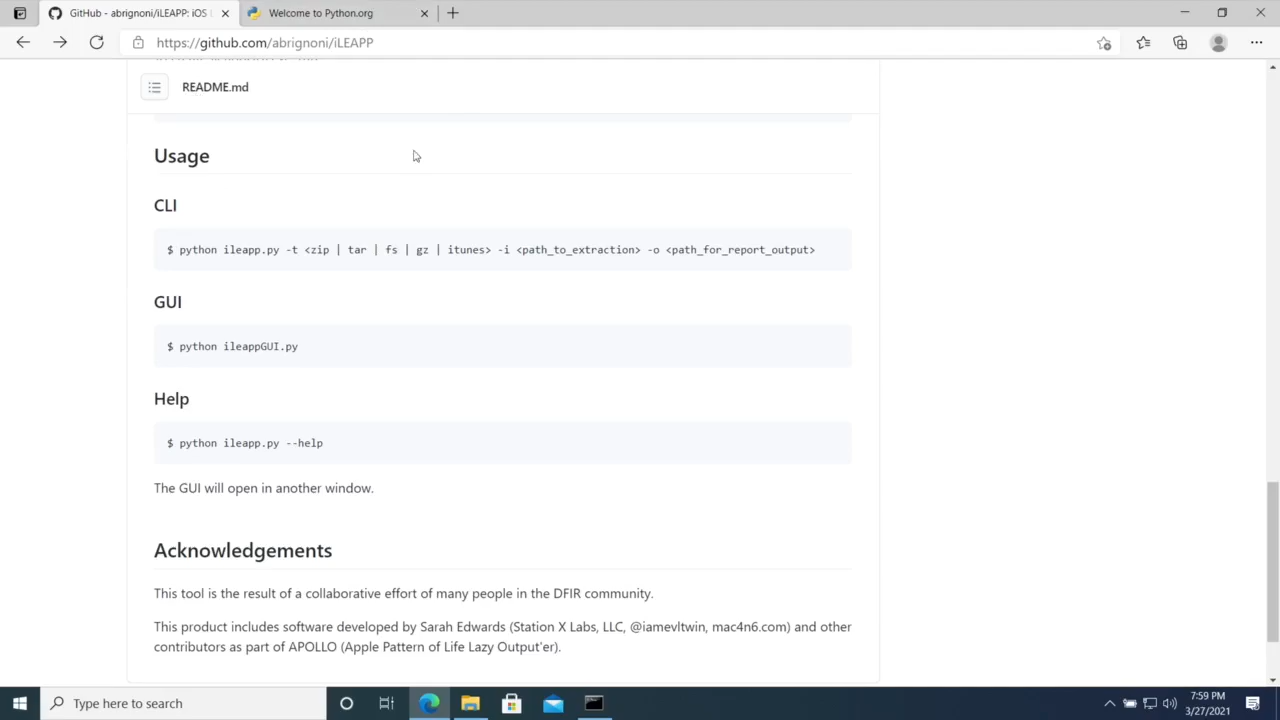 GitHub - abrignoni/iLEAPP: iOS L
Welcome to Python.org
https://github.com/abrignoni/iLEAPP
README.md
Usage
CLI
$ python ileapp.py -t <zip | tar | fs | gz | itunes> -i <path_to_extraction> -o <path_for_report_output>
GUI
$ python ileappGUI.py
Help
$ python ileapp.py --help
The GUI will open in another window.
Acknowledgements
This tool is the result of a collaborative effort of many people in the DFIR community.
This product includes software developed by Sarah Edwards (Station X Labs, LLC, @iamevltwin, mac4n6.com) and other
contributors as part of APOLLO (Apple Pattern of Life Lazy Output'er).
Type here to search
7:59 PM
3/27/2021